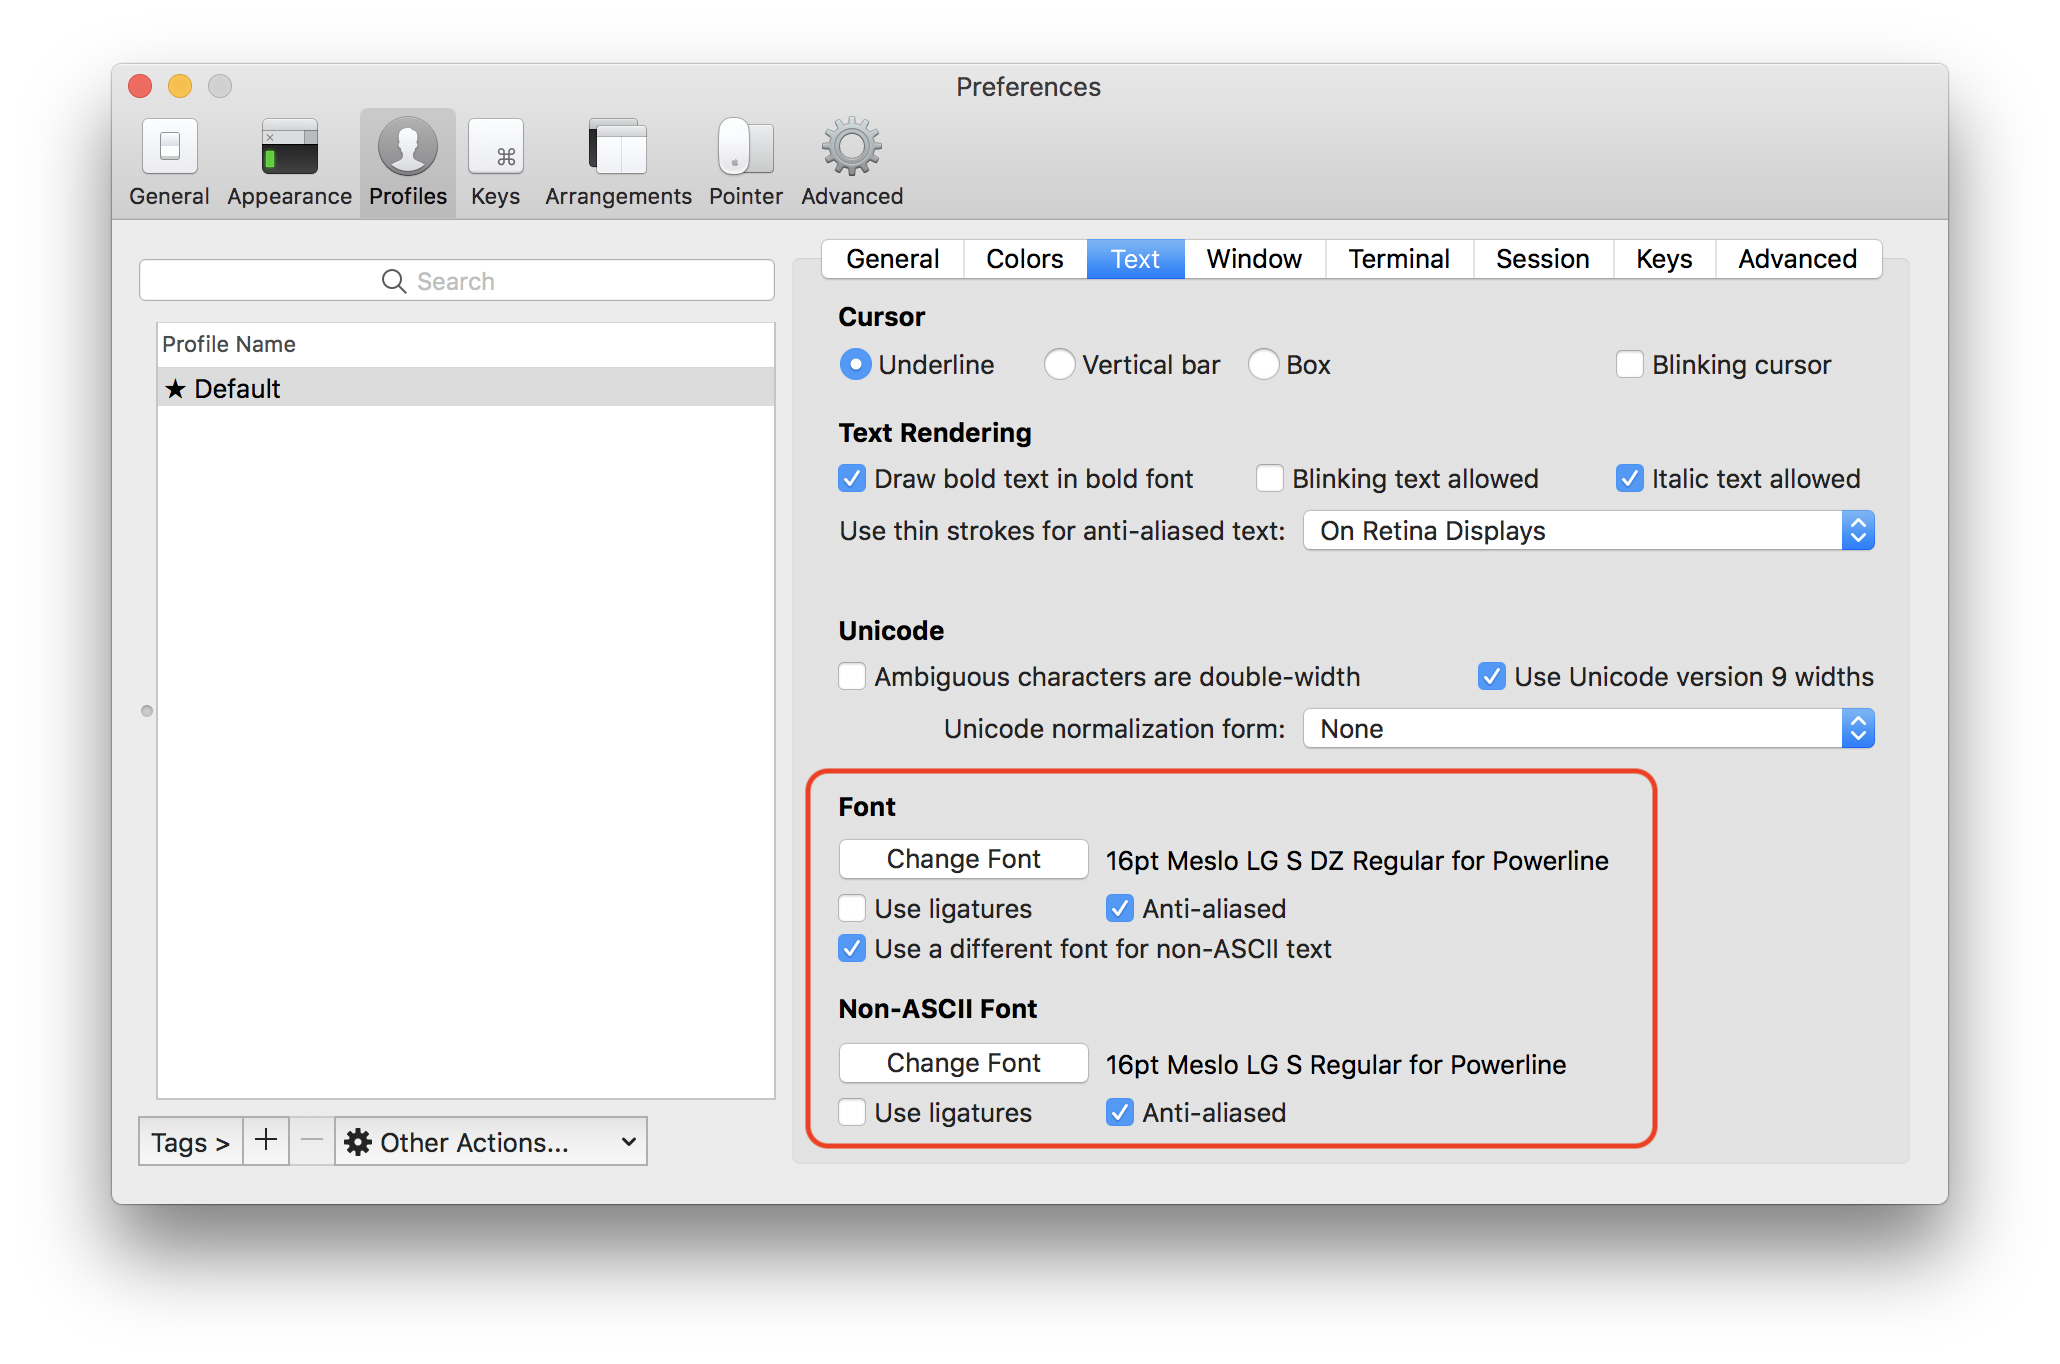 Preferences
General Appearance Profiles Keys Arrangements Pointer Advanced
Search
Profile Name
★ Default
Tags > + − Other Actions...
General Colors Text Window Terminal Session Keys Advanced
Cursor
Underline Vertical bar Box Blinking cursor
Text Rendering
Draw bold text in bold font Blinking text allowed Italic text allowed
Use thin strokes for anti-aliased text: On Retina Displays
Unicode
Ambiguous characters are double-width Use Unicode version 9 widths
Unicode normalization form: None
Font
Change Font 16pt Meslo LG S DZ Regular for Powerline
Use ligatures Anti-aliased
Use a different font for non-ASCII text
Non-ASCII Font
Change Font 16pt Meslo LG S Regular for Powerline
Use ligatures Anti-aliased